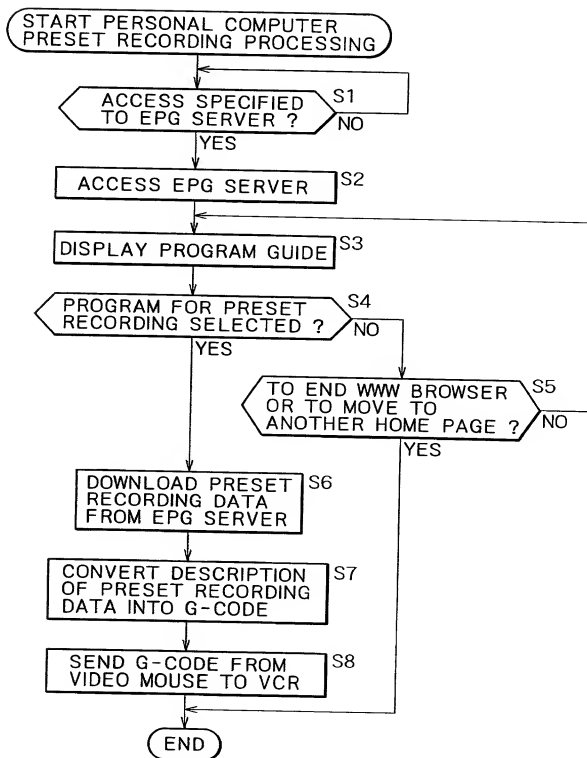 START PERSONAL COMPUTER
PRESET RECORDING PROCESSING
ACCESS SPECIFIED
TO EPG SERVER ?
S1
NO
YES
ACCESS EPG SERVER
S2
DISPLAY PROGRAM GUIDE
S3
PROGRAM FOR PRESET
RECORDING SELECTED ?
S4
NO
YES
TO END WWW BROWSER
OR TO MOVE TO
ANOTHER HOME PAGE ?
S5
NO
YES
DOWNLOAD PRESET
RECORDING DATA
FROM EPG SERVER
S6
CONVERT DESCRIPTION
OF PRESET RECORDING
DATA INTO G-CODE
S7
SEND G-CODE FROM
VIDEO MOUSE TO VCR
S8
END